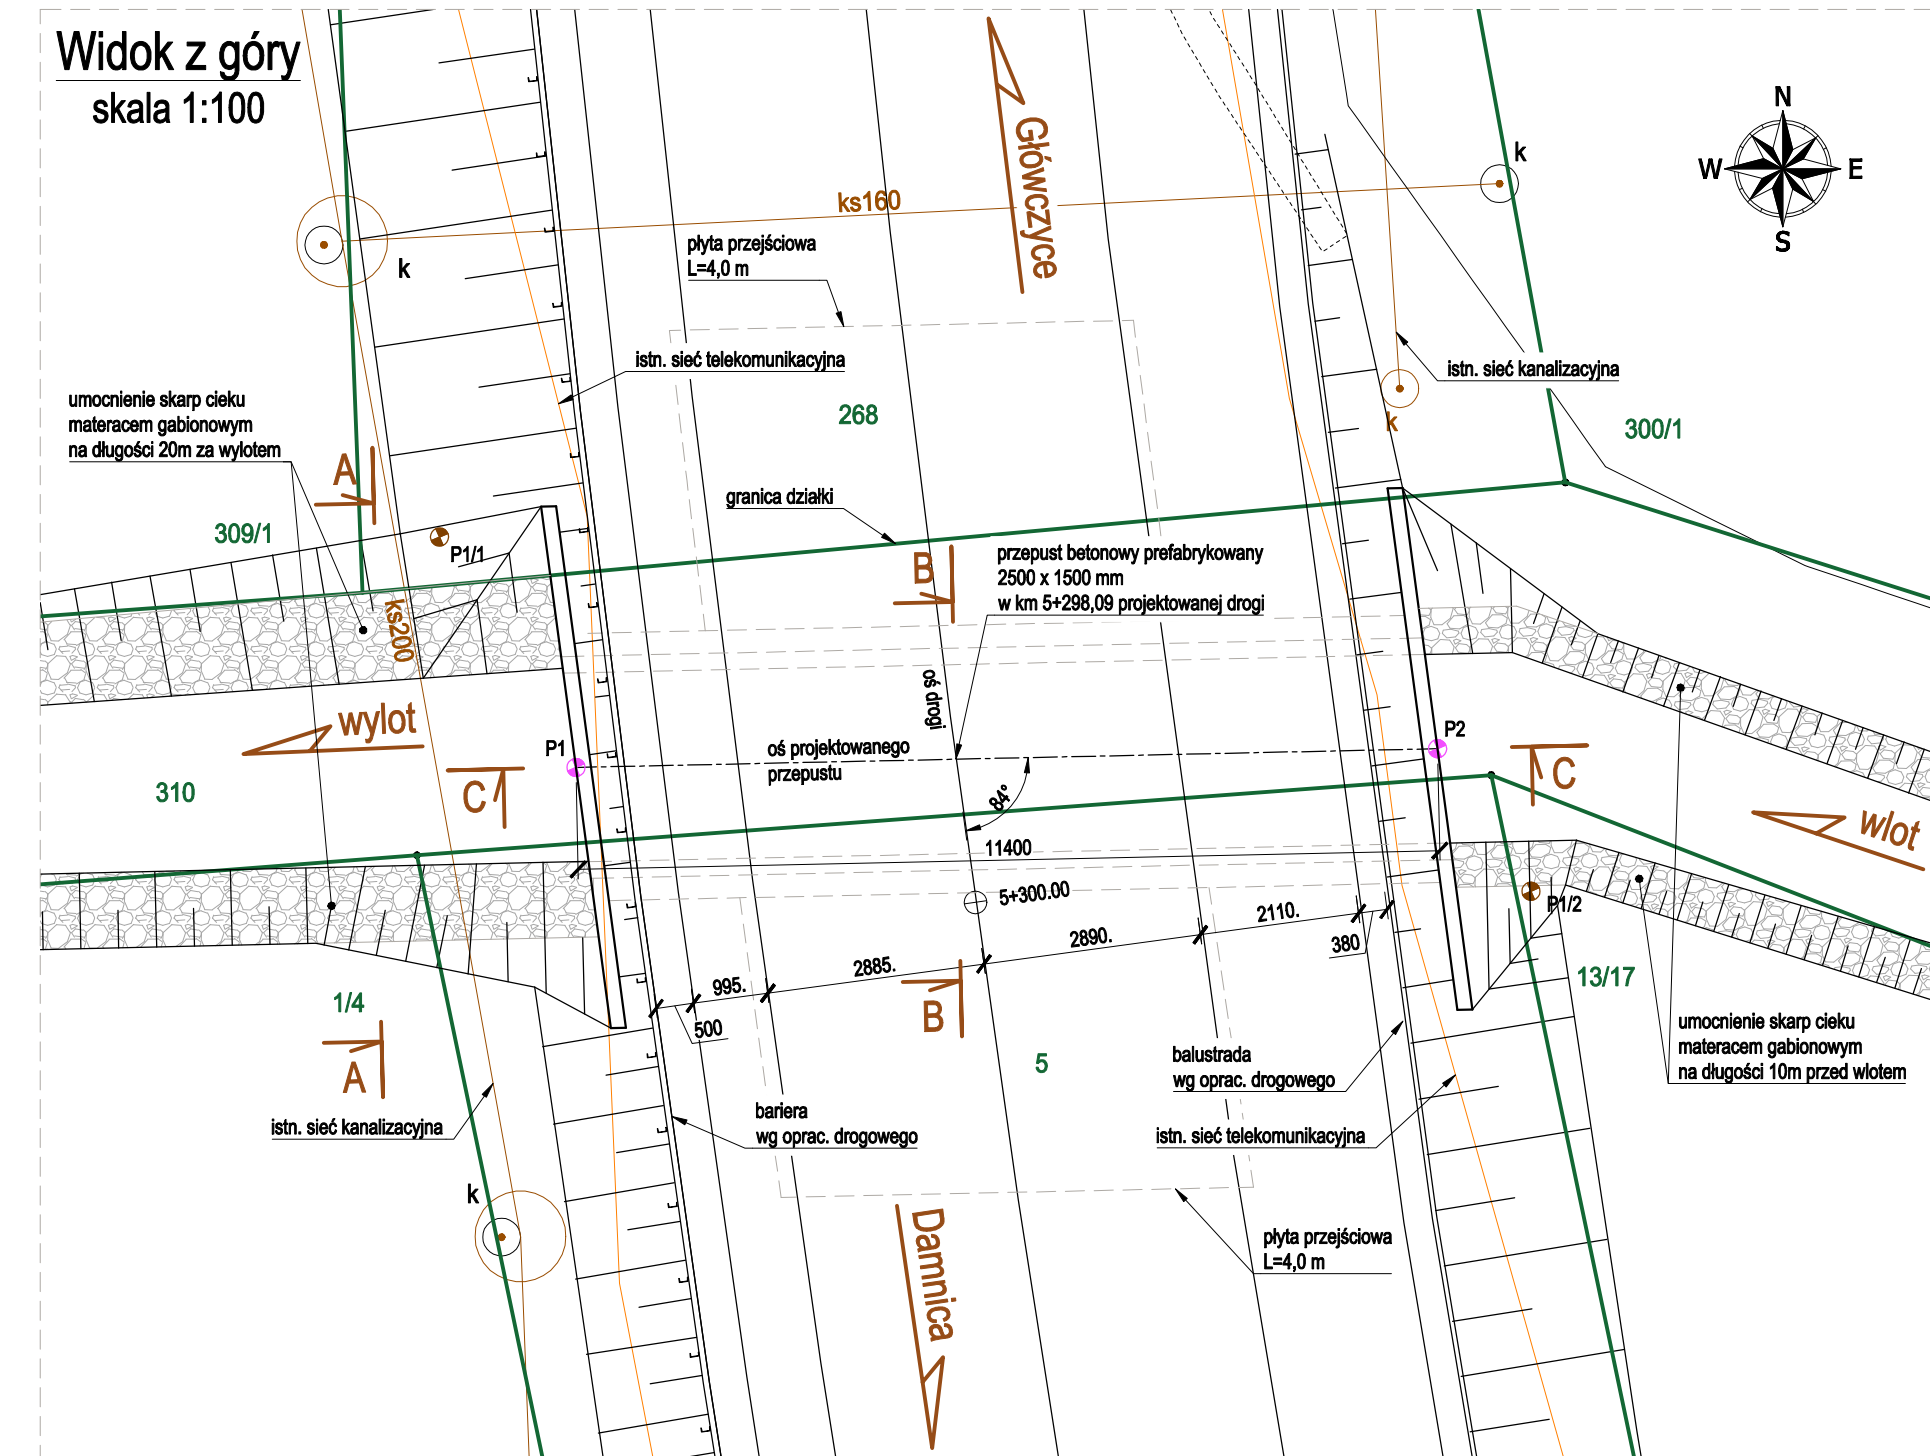 Widok z góry
skala 1:100
Główczyce
N
W
E
S
k
ks160
k
płyta przejściowa
L=4,0 m
istn. sieć telekomunikacyjna
istn. sieć kanalizacyjna
k
umocnienie skarp cieku
materacem gabionowym
na długości 20m za wylotem
268
300/1
A
granica działki
309/1
P1/1
B
przepust betonowy prefabrykowany
2500 x 1500 mm
w km 5+298,09 projektowanej drogi
ks200
oś drogi
wylot
P1
oś projektowanego
przepustu
P2
310
C
84°
C
wlot
11400
5+300.00
P1/2
2110.
2890.
380
2885.
995.
500
13/17
1/4
B
A
5
umocnienie skarp cieku
materacem gabionowym
na długości 10m przed wlotem
balustrada
wg oprac. drogowego
istn. sieć kanalizacyjna
bariera
wg oprac. drogowego
istn. sieć telekomunikacyjna
k
Damnica
płyta przejściowa
L=4,0 m